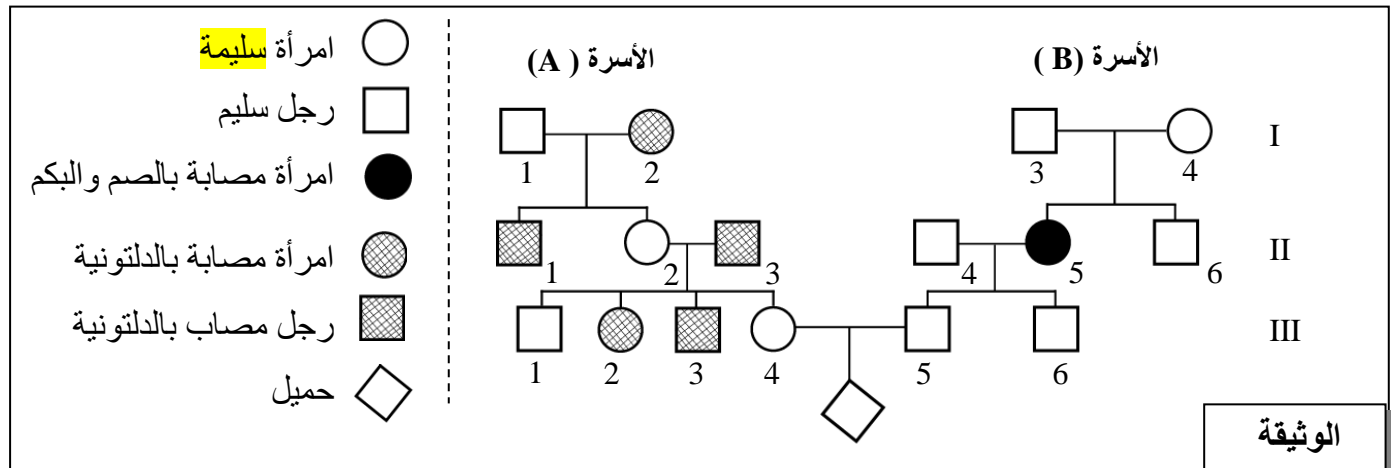 امرأة سليمة
رجل سليم
امرأة مصابة بالصم والبكم
امرأة مصابة بالدلتونية
رجل مصاب بالدلتونية
حميل
الأسرة ( A)
الأسرة (B )
1 2 3 4 I
1 2 3 4 5 6 II
1 2 3 4 5 6 III
الوثيقة